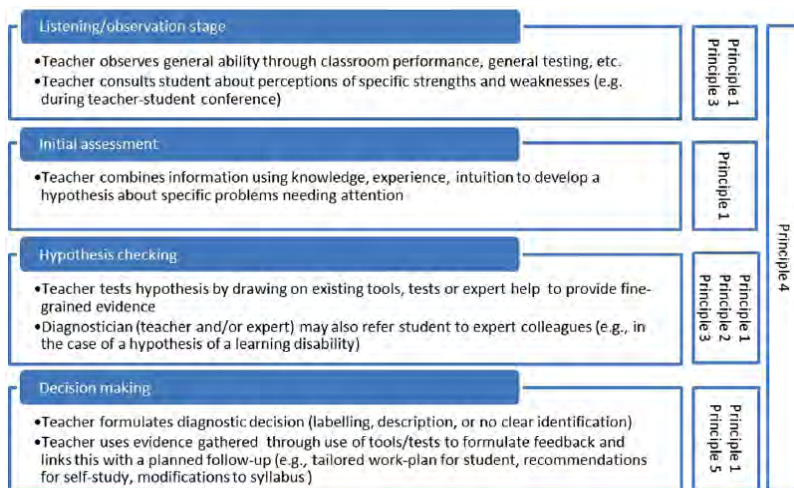 Listening/observation stage
•Teacher observes general ability through classroom performance, general testing, etc.
•Teacher consults student about perceptions of specific strengths and weaknesses (e.g.
during teacher-student conference)
Principle 1
Principle 3
Initial assessment
•Teacher combines information using knowledge, experience, intuition to develop a
hypothesis about specific problems needing attention
Principle 1
Hypothesis checking
•Teacher tests hypothesis by drawing on existing tools, tests or expert help to provide fine-
grained evidence
•Diagnostician (teacher and/or expert) may also refer student to expert colleagues (e.g., in
the case of a hypothesis of a learning disability)
Principle 1
Principle 2
Principle 3
Decision making
•Teacher formulates diagnostic decision (labelling, description, or no clear identification)
•Teacher uses evidence gathered through use of tools/tests to formulate feedback and
links this with a planned follow-up (e.g., tailored work-plan for student, recommendations
for self-study, modifications to syllabus)
Principle 1
Principle 5
Principle 4